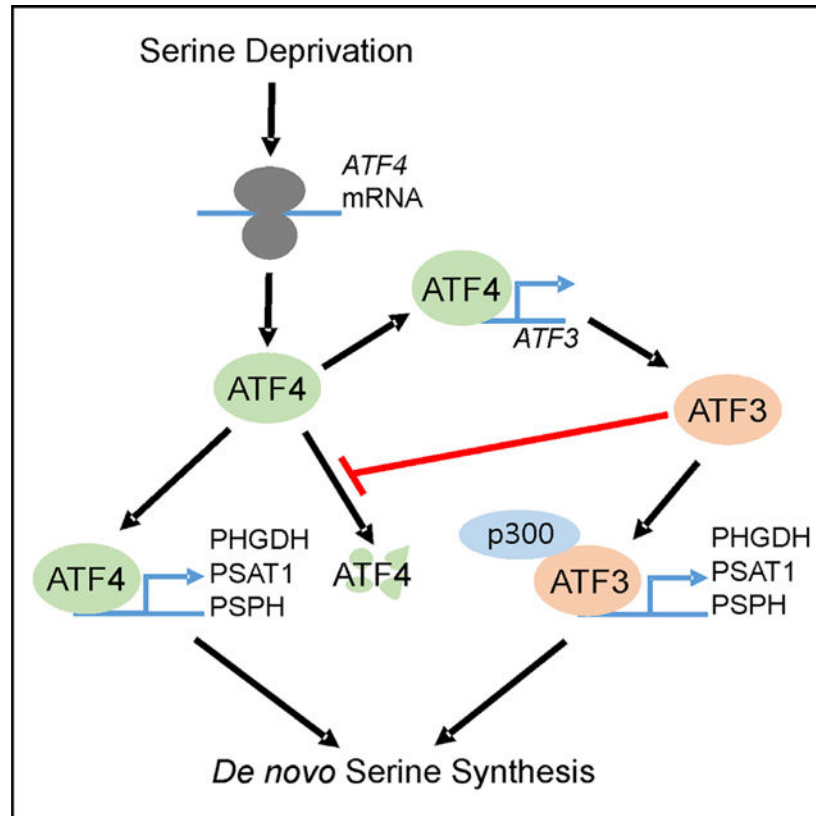 Serine Deprivation
ATF4
mRNA
ATF4
ATF3
ATF4
ATF3
p300
PHGDH
PSAT1
PSPH
ATF4
ATF4
ATF3
PHGDH
PSAT1
PSPH
De novo Serine Synthesis